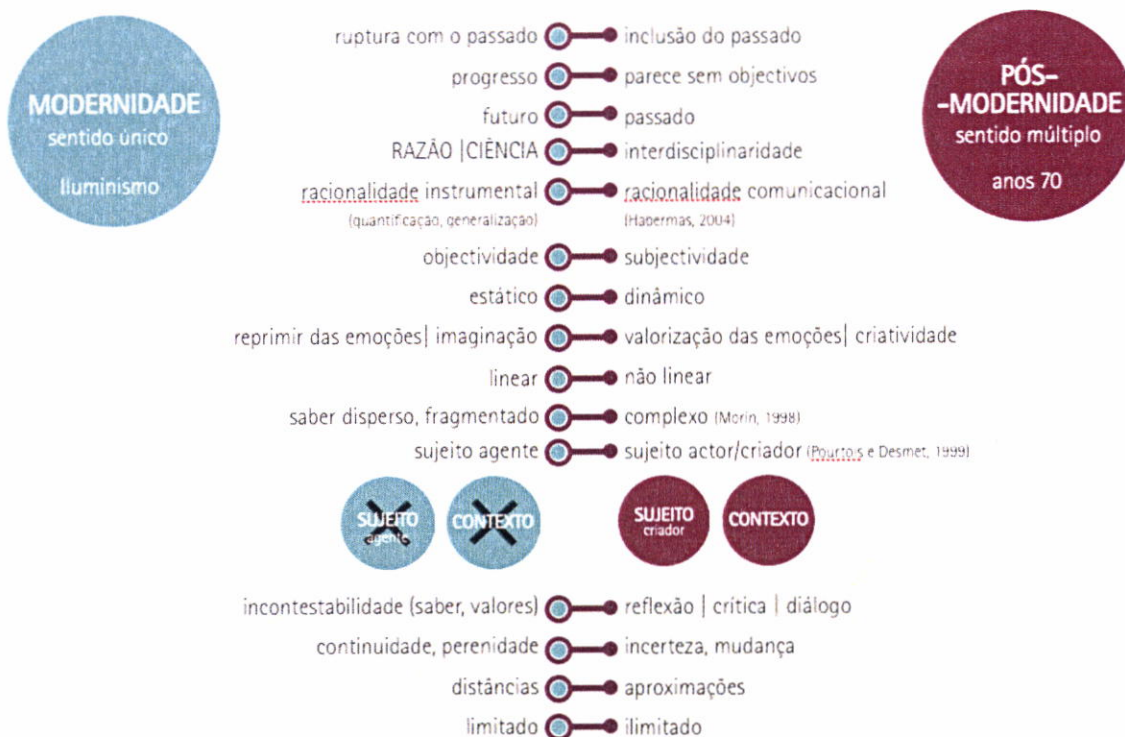 MODERNIDADE
sentido único
Iluminismo
PÓS-
-MODERNIDADE
sentido múltiplo
anos 70
ruptura com o passado inclusão do passado
progresso parece sem objectivos
futuro passado
RAZÃO |CIÊNCIA interdisciplinaridade
racionalidade instrumental racionalidade comunicacional
(quantificação, generalização) (Habermas, 2004)
objectividade subjectividade
estático dinâmico
reprimir das emoções| imaginação valorização das emoções| criatividade
linear não linear
saber disperso, fragmentado complexo (Morin, 1998)
sujeito agente sujeito actor/criador (Pourtois e Desmet, 1999)
SUJEITO CONTEXTO SUJEITO CONTEXTO
agente criador
incontestabilidade (saber, valores) reflexão | crítica | diálogo
continuidade, perenidade incerteza, mudança
distâncias aproximações
limitado ilimitado